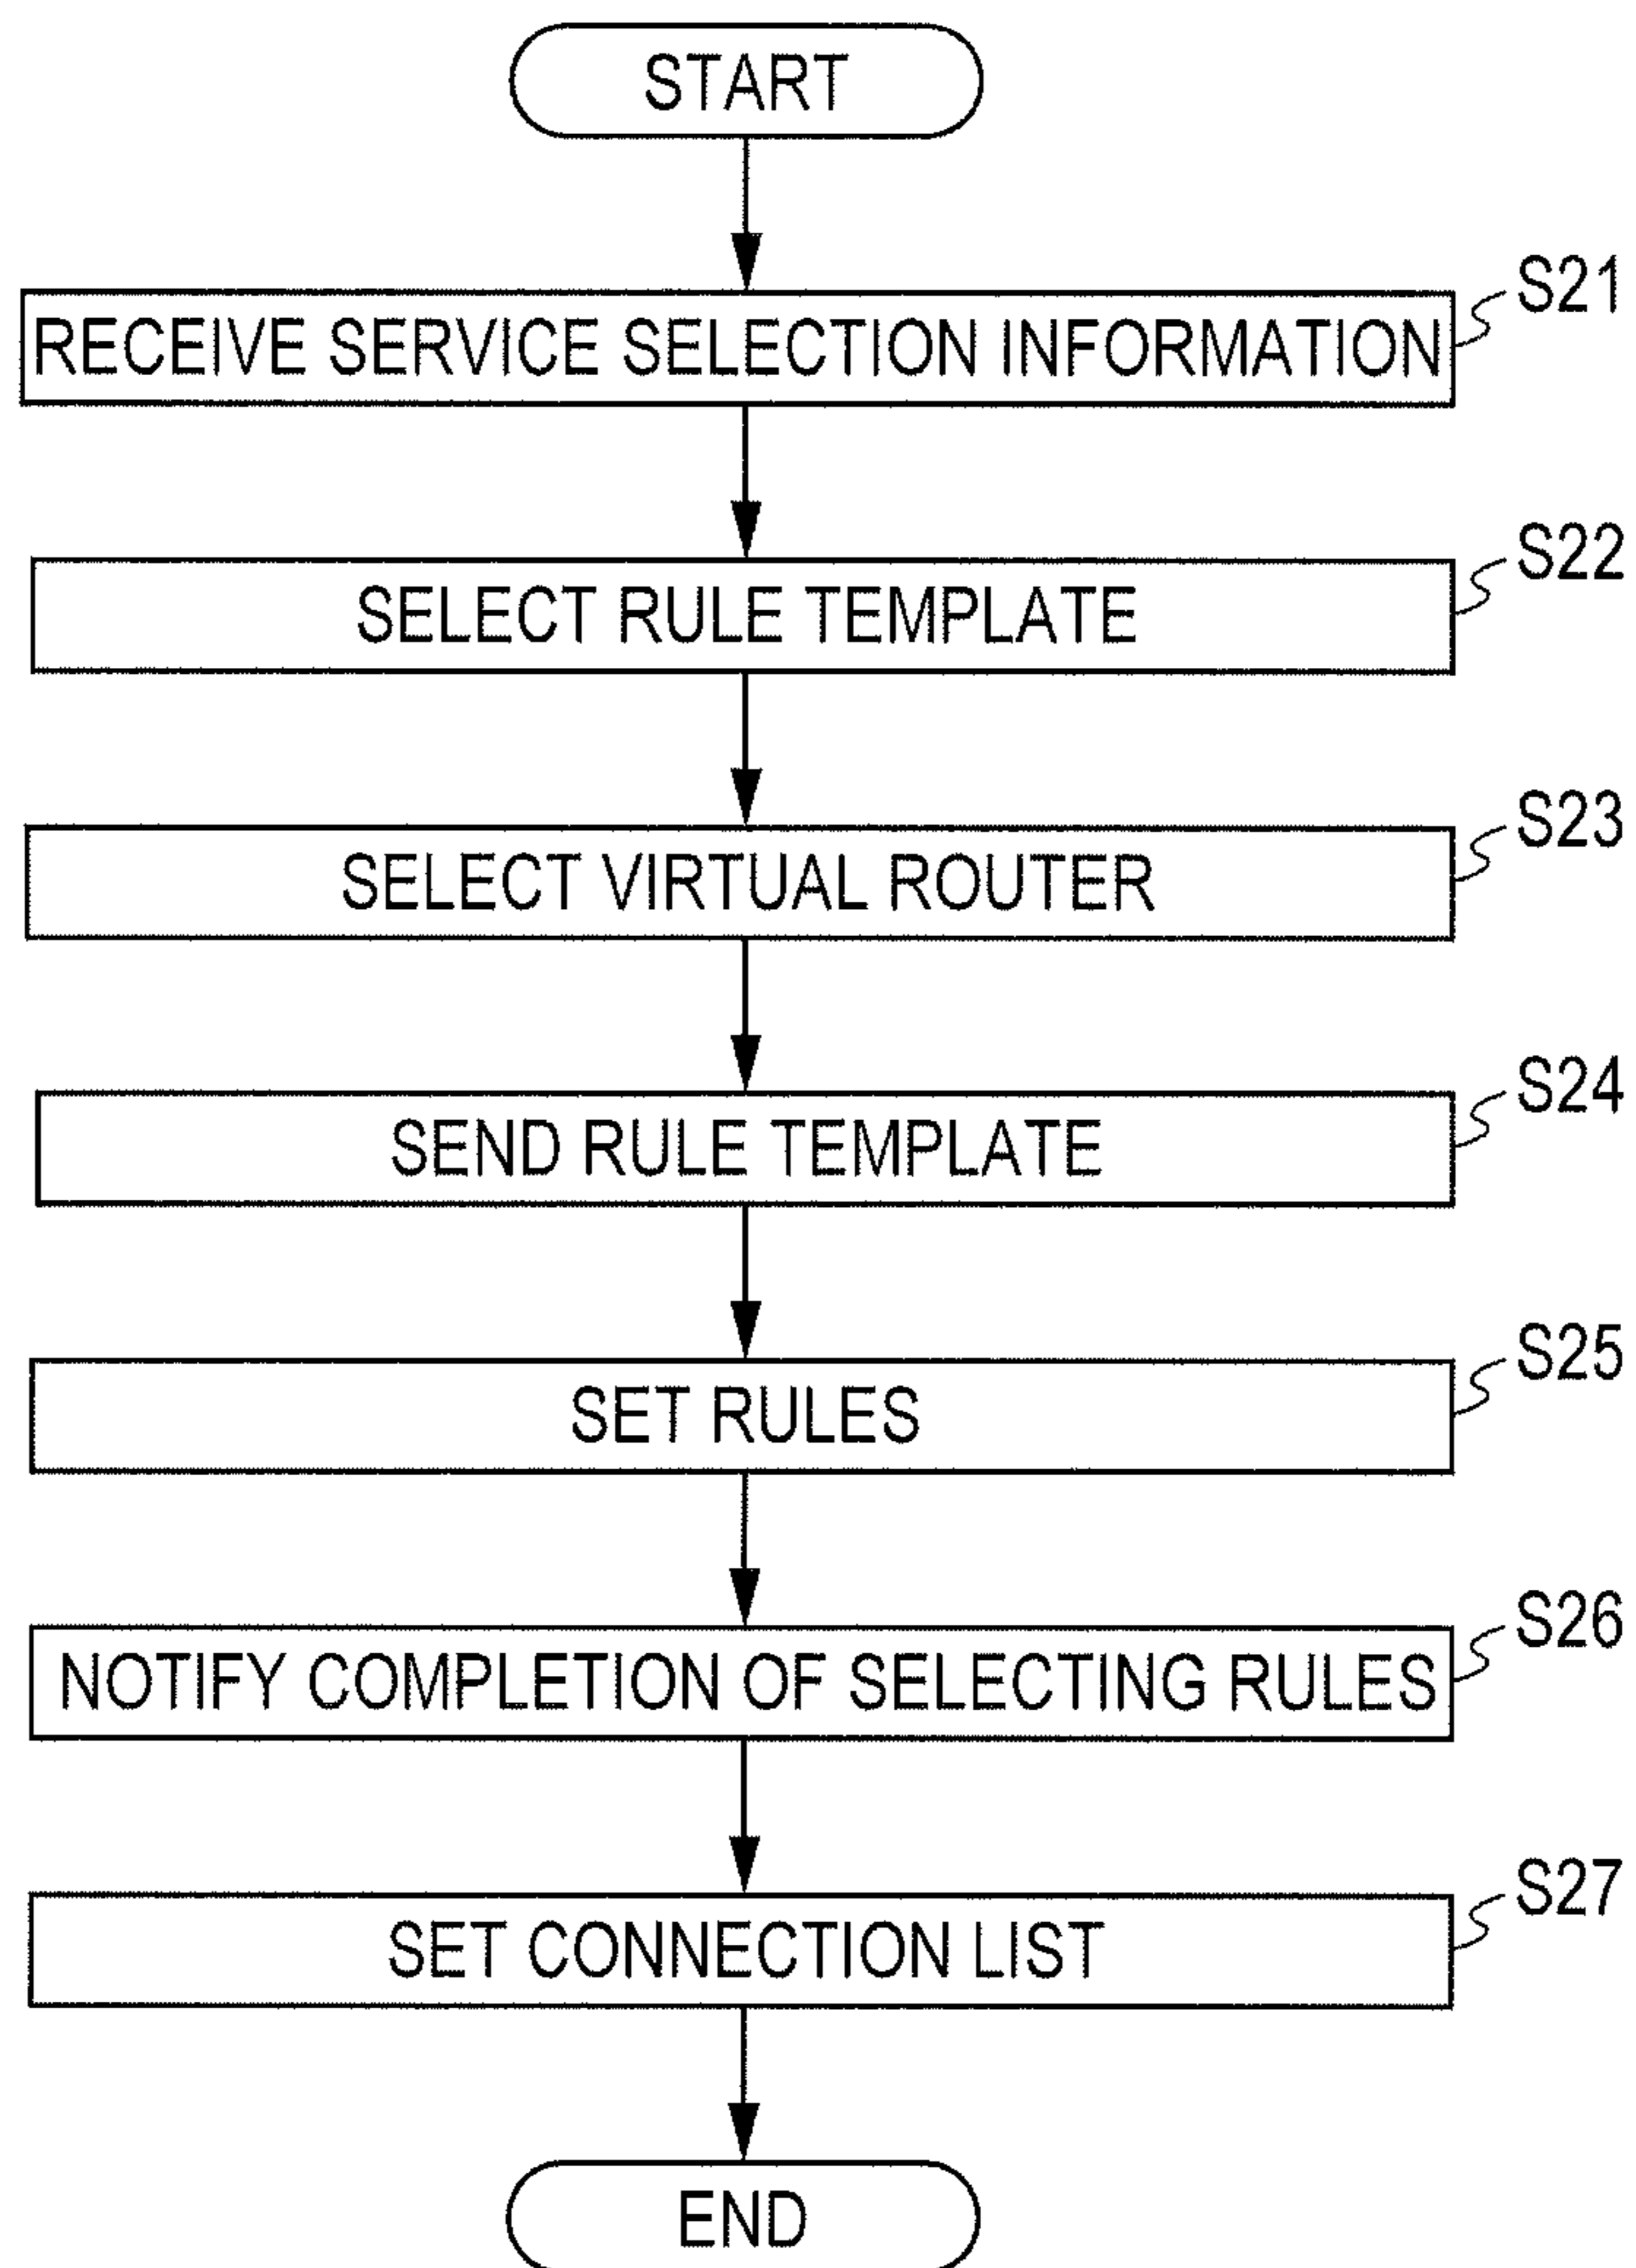 START
RECEIVE SERVICE SELECTION INFORMATION
S21
SELECT RULE TEMPLATE
S22
SELECT VIRTUAL ROUTER
S23
SEND RULE TEMPLATE
S24
SET RULES
S25
NOTIFY COMPLETION OF SELECTING RULES
S26
SET CONNECTION LIST
S27
END